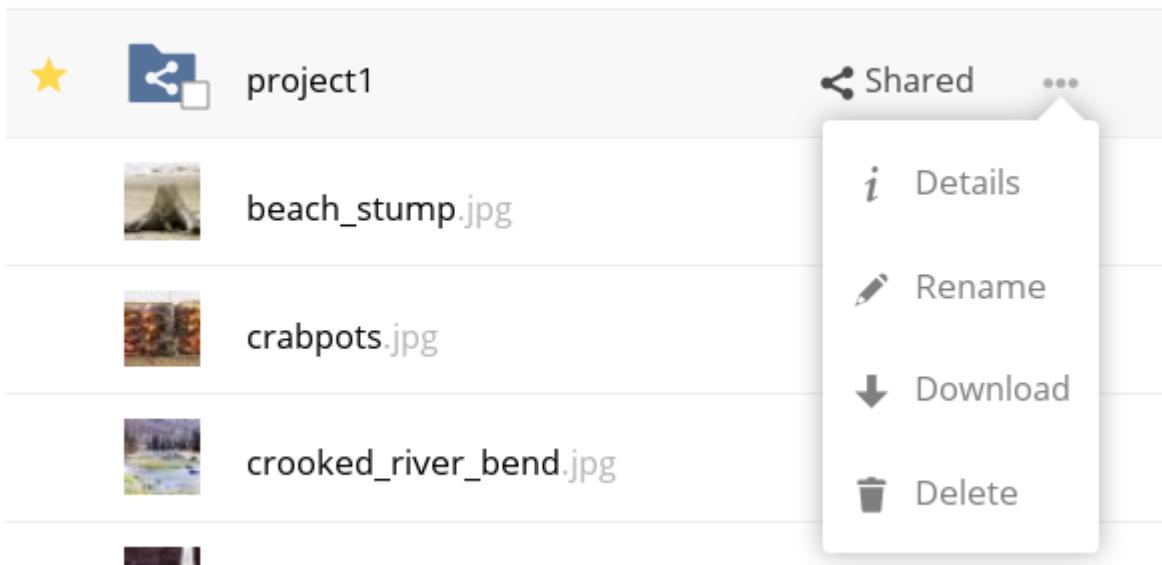 project1 Shared
Details
beach_stump.jpg
Rename
crabpots.jpg
Download
crooked_river_bend.jpg
Delete